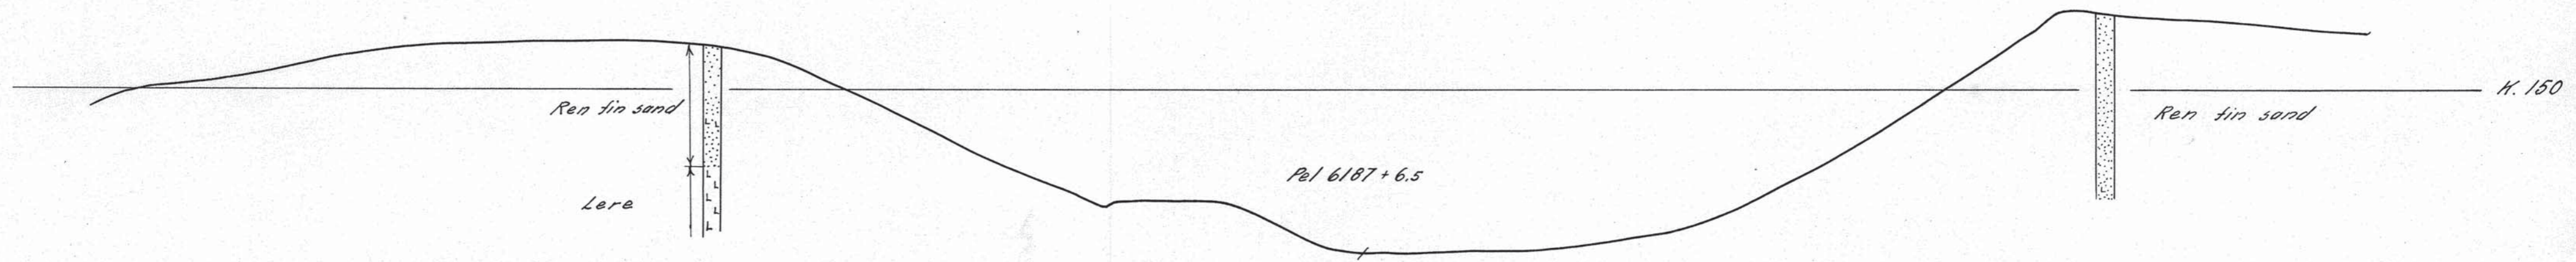 K. 150
Ren fin sand
Ren fin sand
Pel 6187 + 6.5
Lere